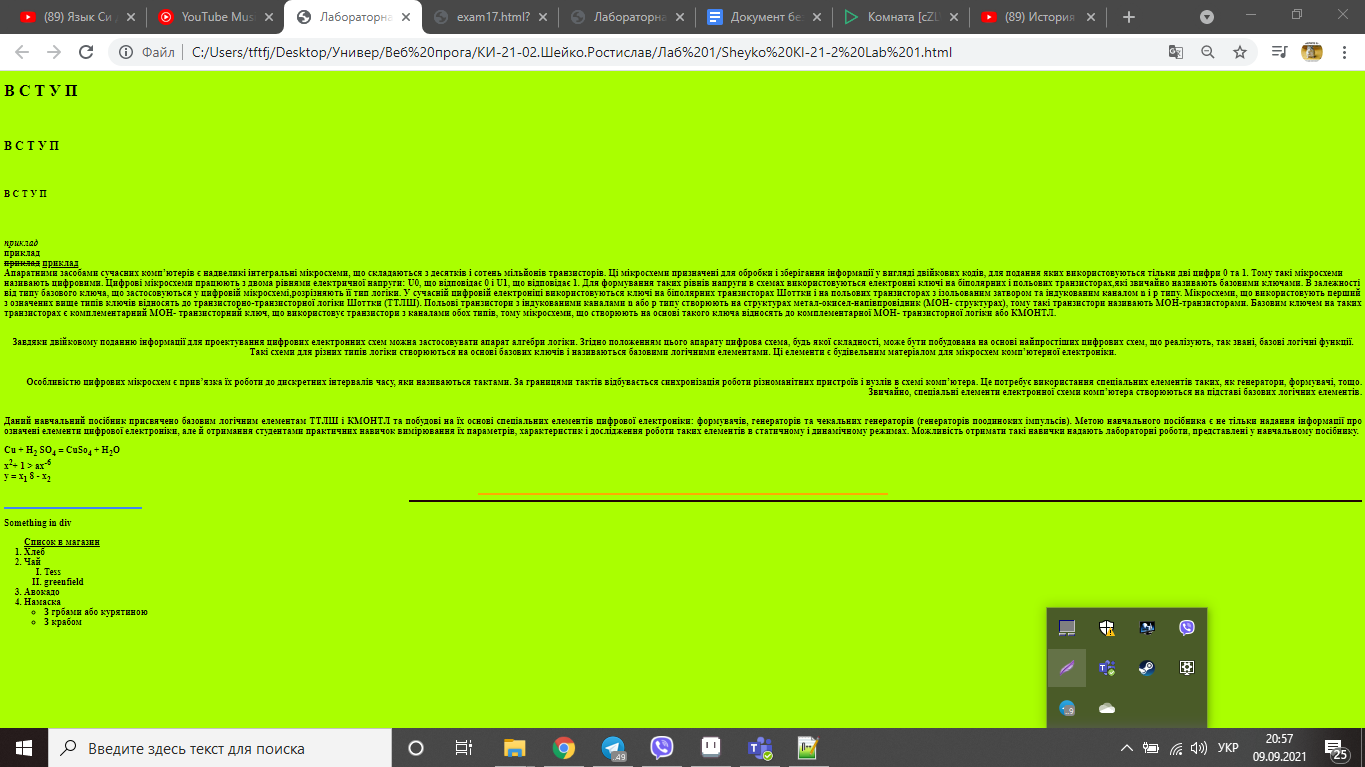 (89) Язык Си д
YouTube Musi
Лабораторна
exam17.html?
Лабораторна
Документ бе
Комната [cZU
(89) История
Файл | C:/Users/tftfj/Desktop/Универ/Веб%20прога/КИ-21-02.Шейко.Ростислав/Лаб%201/Sheyko%20KI-21-2%20Lab%201.html
В С Т У П
В С Т У П
В С Т У П
приклад
приклад
приклад приклад
Апаратними засобами сучасних комп’ютерів є надвеликі інтегральні мікросхеми, що складаються з десятків і сотень мільйонів транзисторів. Ці мікросхеми призначені для обробки і зберігання інформації у вигляді двійкових кодів, для подання яких використовуються тільки дві цифри 0 та 1. Тому такі мікросхеми
називають цифровими. Цифрові мікросхеми працюють з двома рівнями електричної напруги: U0, що відповідає 0 і U1, що відповідає 1. Для формування таких рівнів напруги в схемах використовуються електронні ключі на біполярних і польових транзисторах,які звичайно називають базовими ключами. В залежності
від типу базового ключа, що застосовується у цифровій мікросхемі,розрізняють її тип логіки. У сучасній цифровій електроніці використовуються ключі на біполярних транзисторах Шоттки і на польових транзисторах з ізольованим затвором та індукованим каналом n і p типу. Мікросхеми, що використовують перший
з означених вище типів ключів відносять до транзисторно-транзисторної логіки Шоттки (ТТЛШ). Польові транзистори з індукованими каналами n або p типу створюють на структурах метал-окисел-напівпровідник (МОН- структурах), тому такі транзистори називають МОН-транзисторами. Базовим ключем на таких
транзисторах є комплементарний МОН- транзисторний ключ, що використовує транзистори з каналами обох типів, тому мікросхеми, що створюють на основі такого ключа відносять до комплементарної МОН- транзисторної логіки або КМОНТЛ.
Завдяки двійковому поданню інформації для проектування цифрових електронних схем можна застосовувати апарат алгебри логіки. Згідно положенням цього апарату цифрова схема, будь якої складності, може бути побудована на основі найпростіших цифрових схем, що реалізують, так звані, базові логічні функції.
Такі схеми для різних типів логіки створюються на основі базових ключів і називаються базовими логічними елементами. Ці елементи є будівельним матеріалом для мікросхем комп’ютерної електроніки.
Особливістю цифрових мікросхем є прив’язка їх роботи до дискретних інтервалів часу, яки називаються тактами. За границями тактів відбувається синхронізація роботи різноманітних пристроїв і вузлів в схемі комп’ютера. Це потребує використання спеціальних елементів таких, як генератори, формувачі, тощо.
Звичайно, спеціальні елементи електронної схеми комп’ютера створюються на підставі базових логічних елементів.
Даний навчальний посібник присвячено базовим логічним елементам ТТЛШ і КМОНТЛ та побудові на їх основі спеціальних елементів цифрової електроніки: формувачів, генераторів та чекальних генераторів (генераторів поодиноких імпульсів). Метою навчального посібника є не тільки надання інформації про
означені елементи цифрової електроніки, але й отримання студентами практичних навичок вимірювання їх параметрів, характеристик і дослідження роботи таких елементів в статичному і динамічному режимах. Можливість отримати такі навички надають лабораторні роботи, представлені у навчальному посібнику.
Cu + H2 SO4 = CuSo4 + H2O
x2+ 1 > ax-6
y = x1 8 - x2
Something in div
Список в магазин
1. Хлеб
2. Чай
I. Tess
II. greenfield
3. Авокадо
4. Намаска
З грбами або курятиною
З крабом
Введите здесь текст для поиска
.49
УКР
20:57
09.09.2021
25